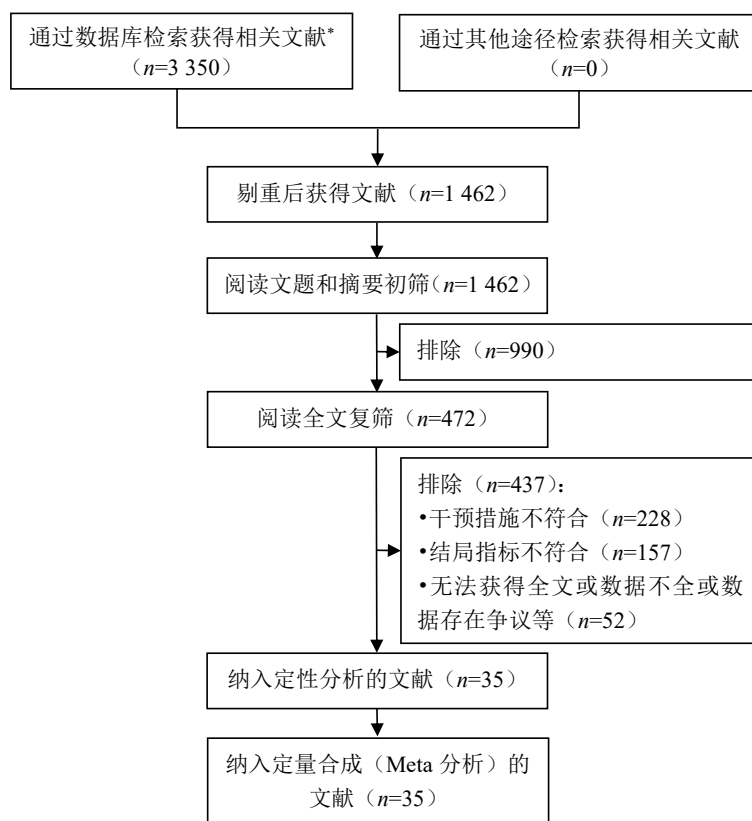 通过数据库检索获得相关文献*
（n=3 350）
通过其他途径检索获得相关文献
（n=0）
剔重后获得文献（n=1 462）
阅读文题和摘要初筛（n=1 462）
排除（n=990）
阅读全文复筛（n=472）
排除（n=437）：
•干预措施不符合（n=228）
•结局指标不符合（n=157）
•无法获得全文或数据不全或数
据存在争议等（n=52）
纳入定性分析的文献（n=35）
纳入定量合成（Meta 分析）的
文献（n=35）